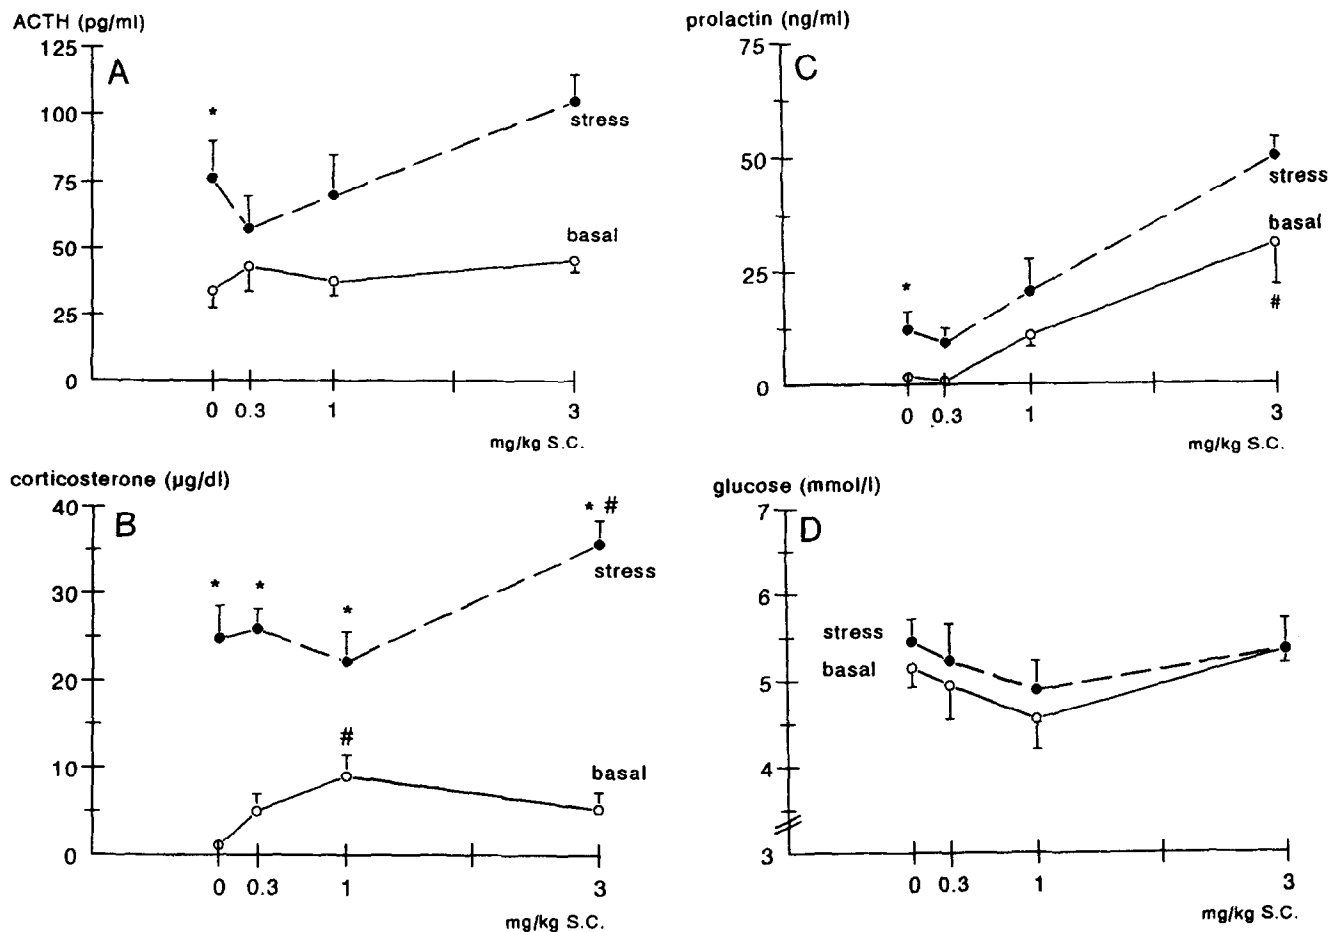 ACTH (pg/ml)
A
125
100
75
50
25
0
*
stress
basal
0 0.3 1 3
mg/kg S.C.
prolactin (ng/ml)
C
75
50
25
0
*
stress
basal
#
0 0.3 1 3
mg/kg S.C.
corticosterone (µg/dl)
B
40
30
20
10
0
* * * * #
stress
#
basal
0 0.3 1 3
mg/kg S.C.
glucose (mmol/l)
D
7
6
5
4
3
stress
basal
0 0.3 1 3
mg/kg S.C.